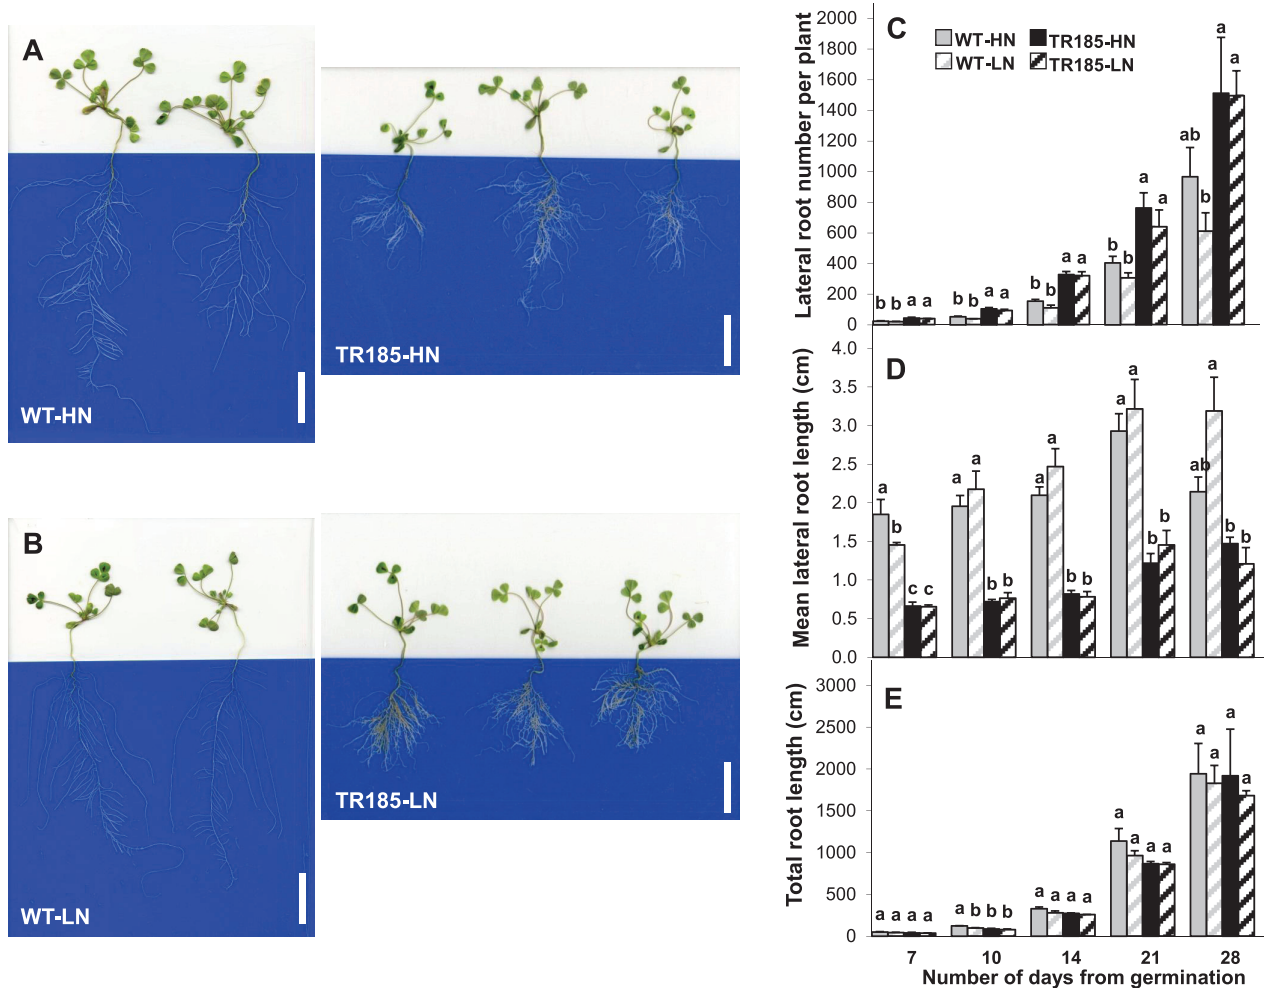 A
WT-HN
TR185-HN
B
WT-LN
TR185-LN
C
WT-HN TR185-HN
WT-LN TR185-LN
Lateral root number per plant
2000
1800
1600
1400
1200
1000
800
600
400
200
0
b b a a
b b a a
b b a a
b b a a
ab b a a
D
Mean lateral root length (cm)
4.0
3.5
3.0
2.5
2.0
1.5
1.0
0.5
0.0
a b c c
a a b b
a a b b
a a b b
ab a b b
E
Total root length (cm)
3000
2500
2000
1500
1000
500
0
a a a a
a b b b
a a a a
a a a a
a a a a
7 10 14 21 28
Number of days from germination